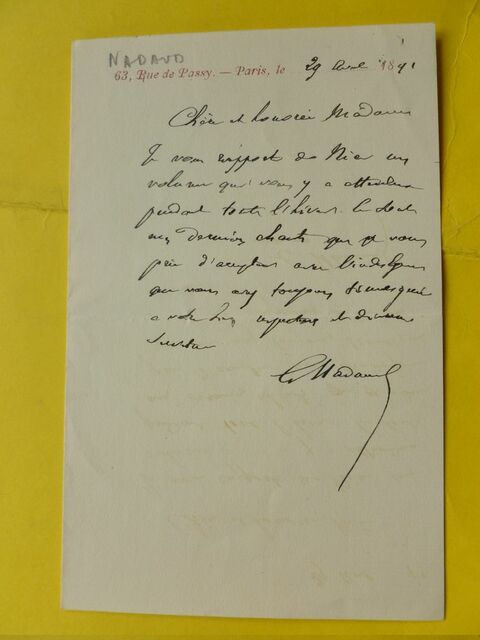 NADAUD
63, Rue de Passy. — Paris, le 29 Avril 1891
Chère et honorée Madame
Je vous rapporte de Nice un
volume qui vous y a attendu
pendant tout l'hiver. Ce sont
mes derniers chants que je vous
prie d'accepter avec l'indulgence
que vous avez toujours témoignée
a votre bien respectueux et dévoué
serviteur
G Nadaud